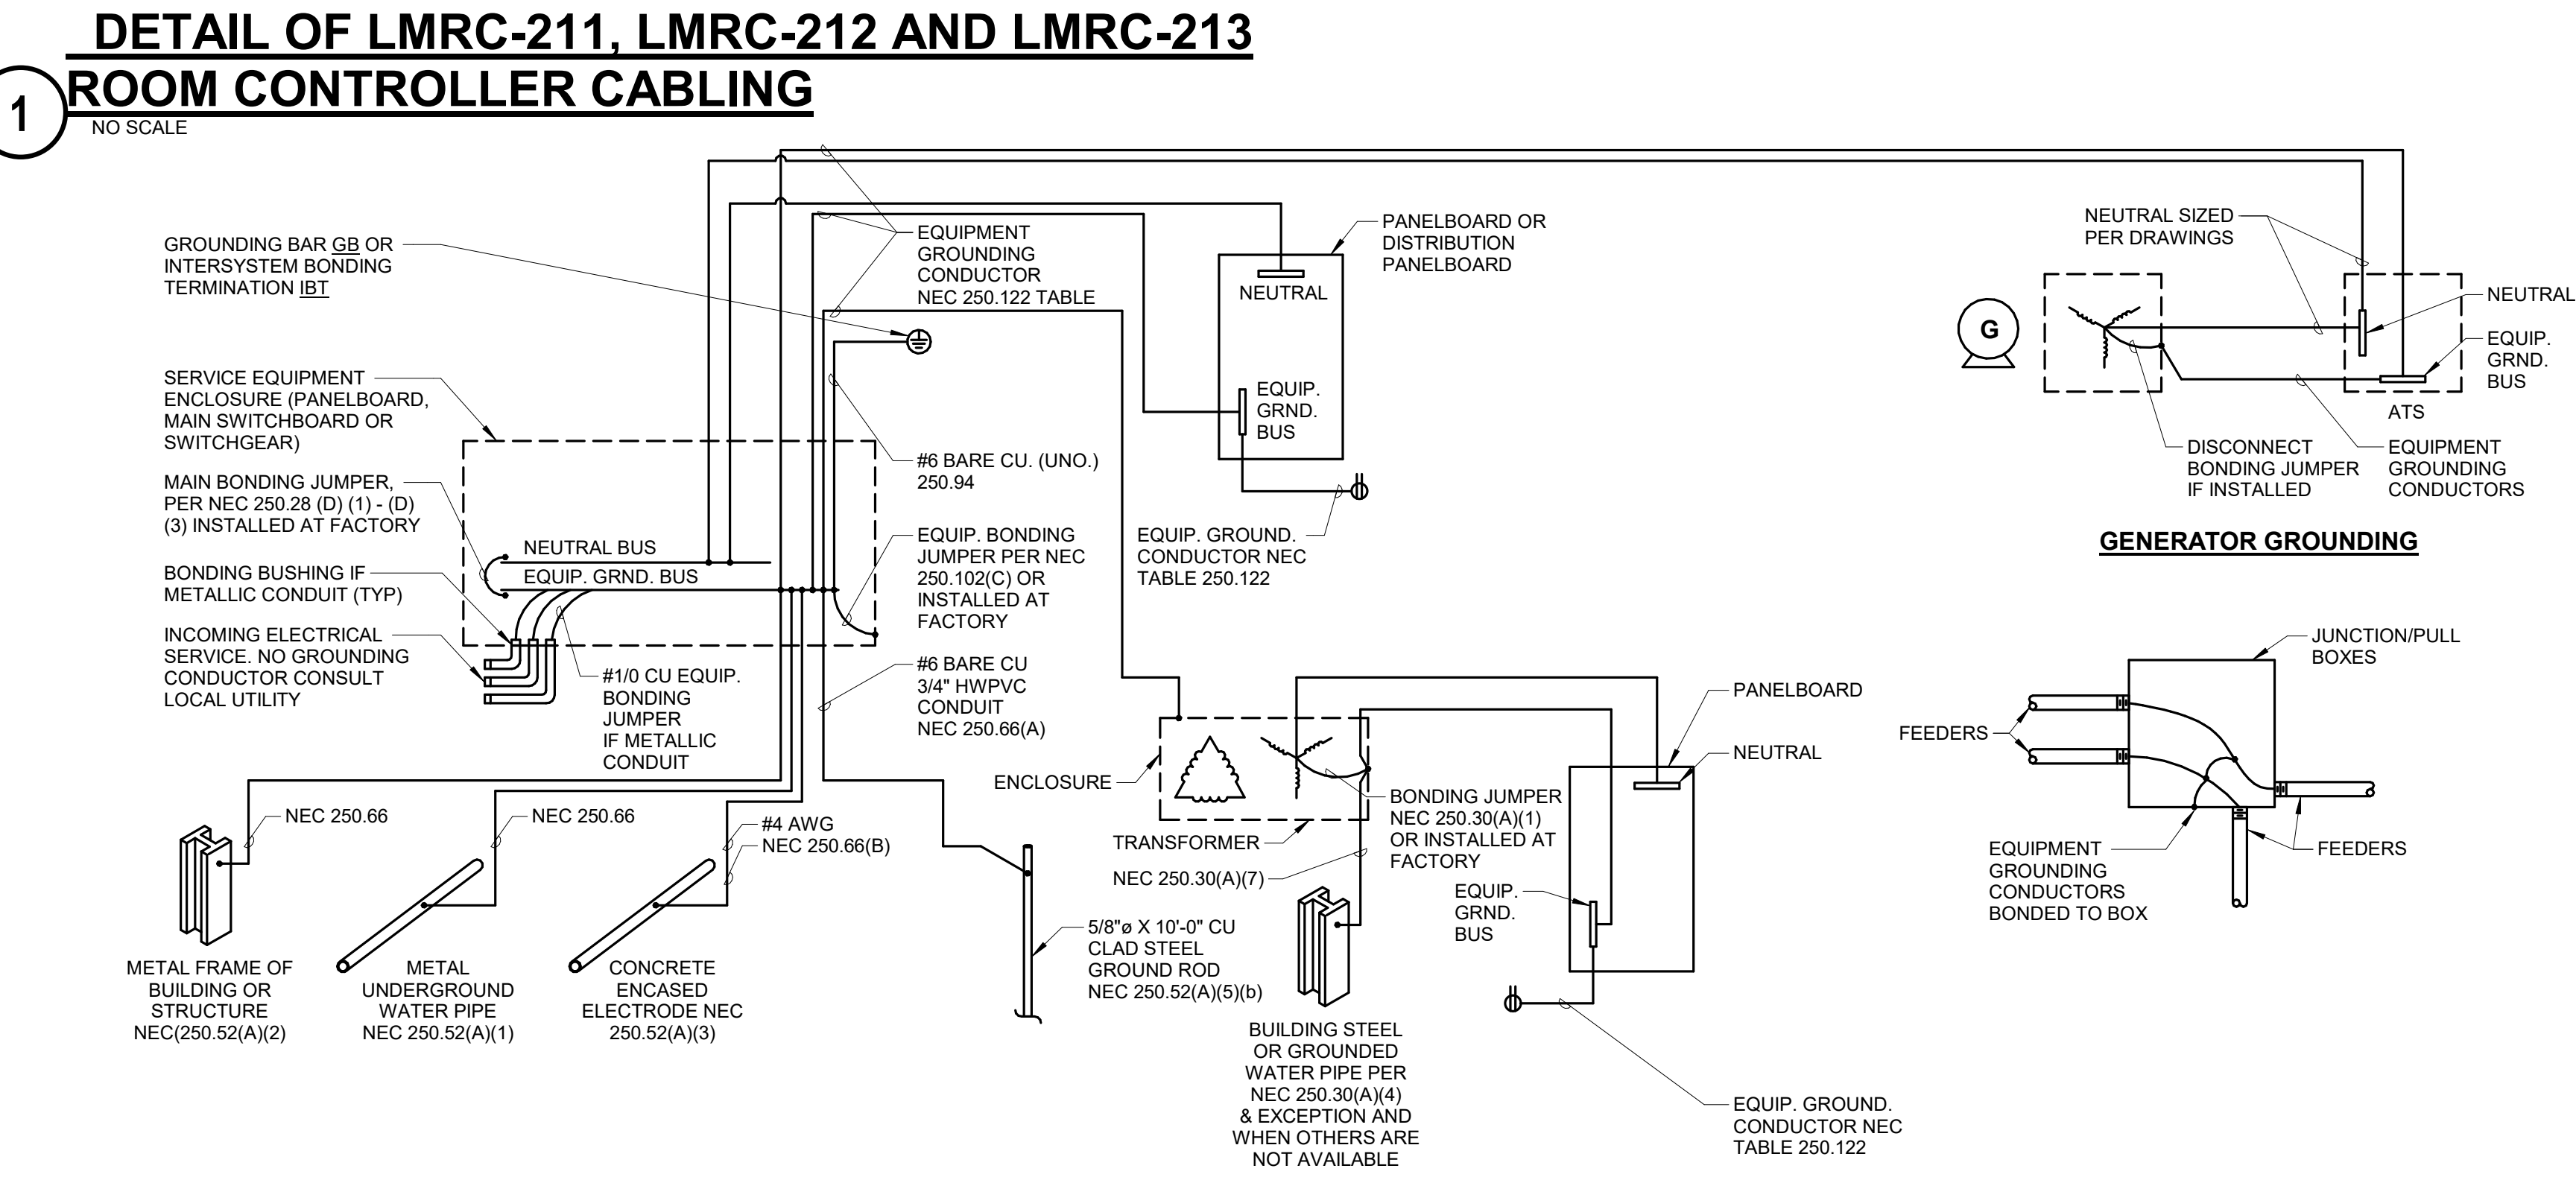 DETAIL OF LMRC-211, LMRC-212 AND LMRC-213
ROOM CONTROLLER CABLING
1
NO SCALE
GROUNDING BAR GB OR
INTERSYSTEM BONDING
TERMINATION IBT
SERVICE EQUIPMENT
ENCLOSURE (PANELBOARD,
MAIN SWITCHBOARD OR
SWITCHGEAR)
MAIN BONDING JUMPER,
PER NEC 250.28 (D) (1) - (D)
(3) INSTALLED AT FACTORY
BONDING BUSHING IF
METALLIC CONDUIT (TYP)
INCOMING ELECTRICAL
SERVICE. NO GROUNDING
CONDUCTOR CONSULT
LOCAL UTILITY
NEUTRAL BUS
EQUIP. GRND. BUS
#1/0 CU EQUIP.
BONDING
JUMPER
IF METALLIC
CONDUIT
EQUIPMENT
GROUNDING
CONDUCTOR
NEC 250.122 TABLE
#6 BARE CU. (UNO.)
250.94
EQUIP. BONDING
JUMPER PER NEC
250.102(C) OR
INSTALLED AT
FACTORY
#6 BARE CU
3/4" HWPVC
CONDUIT
NEC 250.66(A)
PANELBOARD OR
DISTRIBUTION
PANELBOARD
NEUTRAL
EQUIP.
GRND.
BUS
EQUIP. GROUND.
CONDUCTOR NEC
TABLE 250.122
NEUTRAL SIZED
PER DRAWINGS
G
NEUTRAL
EQUIP.
GRND.
BUS
ATS
DISCONNECT
BONDING JUMPER
IF INSTALLED
EQUIPMENT
GROUNDING
CONDUCTORS
GENERATOR GROUNDING
JUNCTION/PULL
BOXES
FEEDERS
FEEDERS
EQUIPMENT
GROUNDING
CONDUCTORS
BONDED TO BOX
ENCLOSURE
TRANSFORMER
NEC 250.30(A)(7)
BONDING JUMPER
NEC 250.30(A)(1)
OR INSTALLED AT
FACTORY
PANELBOARD
NEUTRAL
EQUIP.
GRND.
BUS
NEC 250.66
NEC 250.66
#4 AWG
NEC 250.66(B)
METAL FRAME OF
BUILDING OR
STRUCTURE
NEC(250.52(A)(2)
METAL
UNDERGROUND
WATER PIPE
NEC 250.52(A)(1)
CONCRETE
ENCASED
ELECTRODE NEC
250.52(A)(3)
5/8"ø X 10'-0" CU
CLAD STEEL
GROUND ROD
NEC 250.52(A)(5)(b)
BUILDING STEEL
OR GROUNDED
WATER PIPE PER
NEC 250.30(A)(4)
& EXCEPTION AND
WHEN OTHERS ARE
NOT AVAILABLE
EQUIP. GROUND.
CONDUCTOR NEC
TABLE 250.122